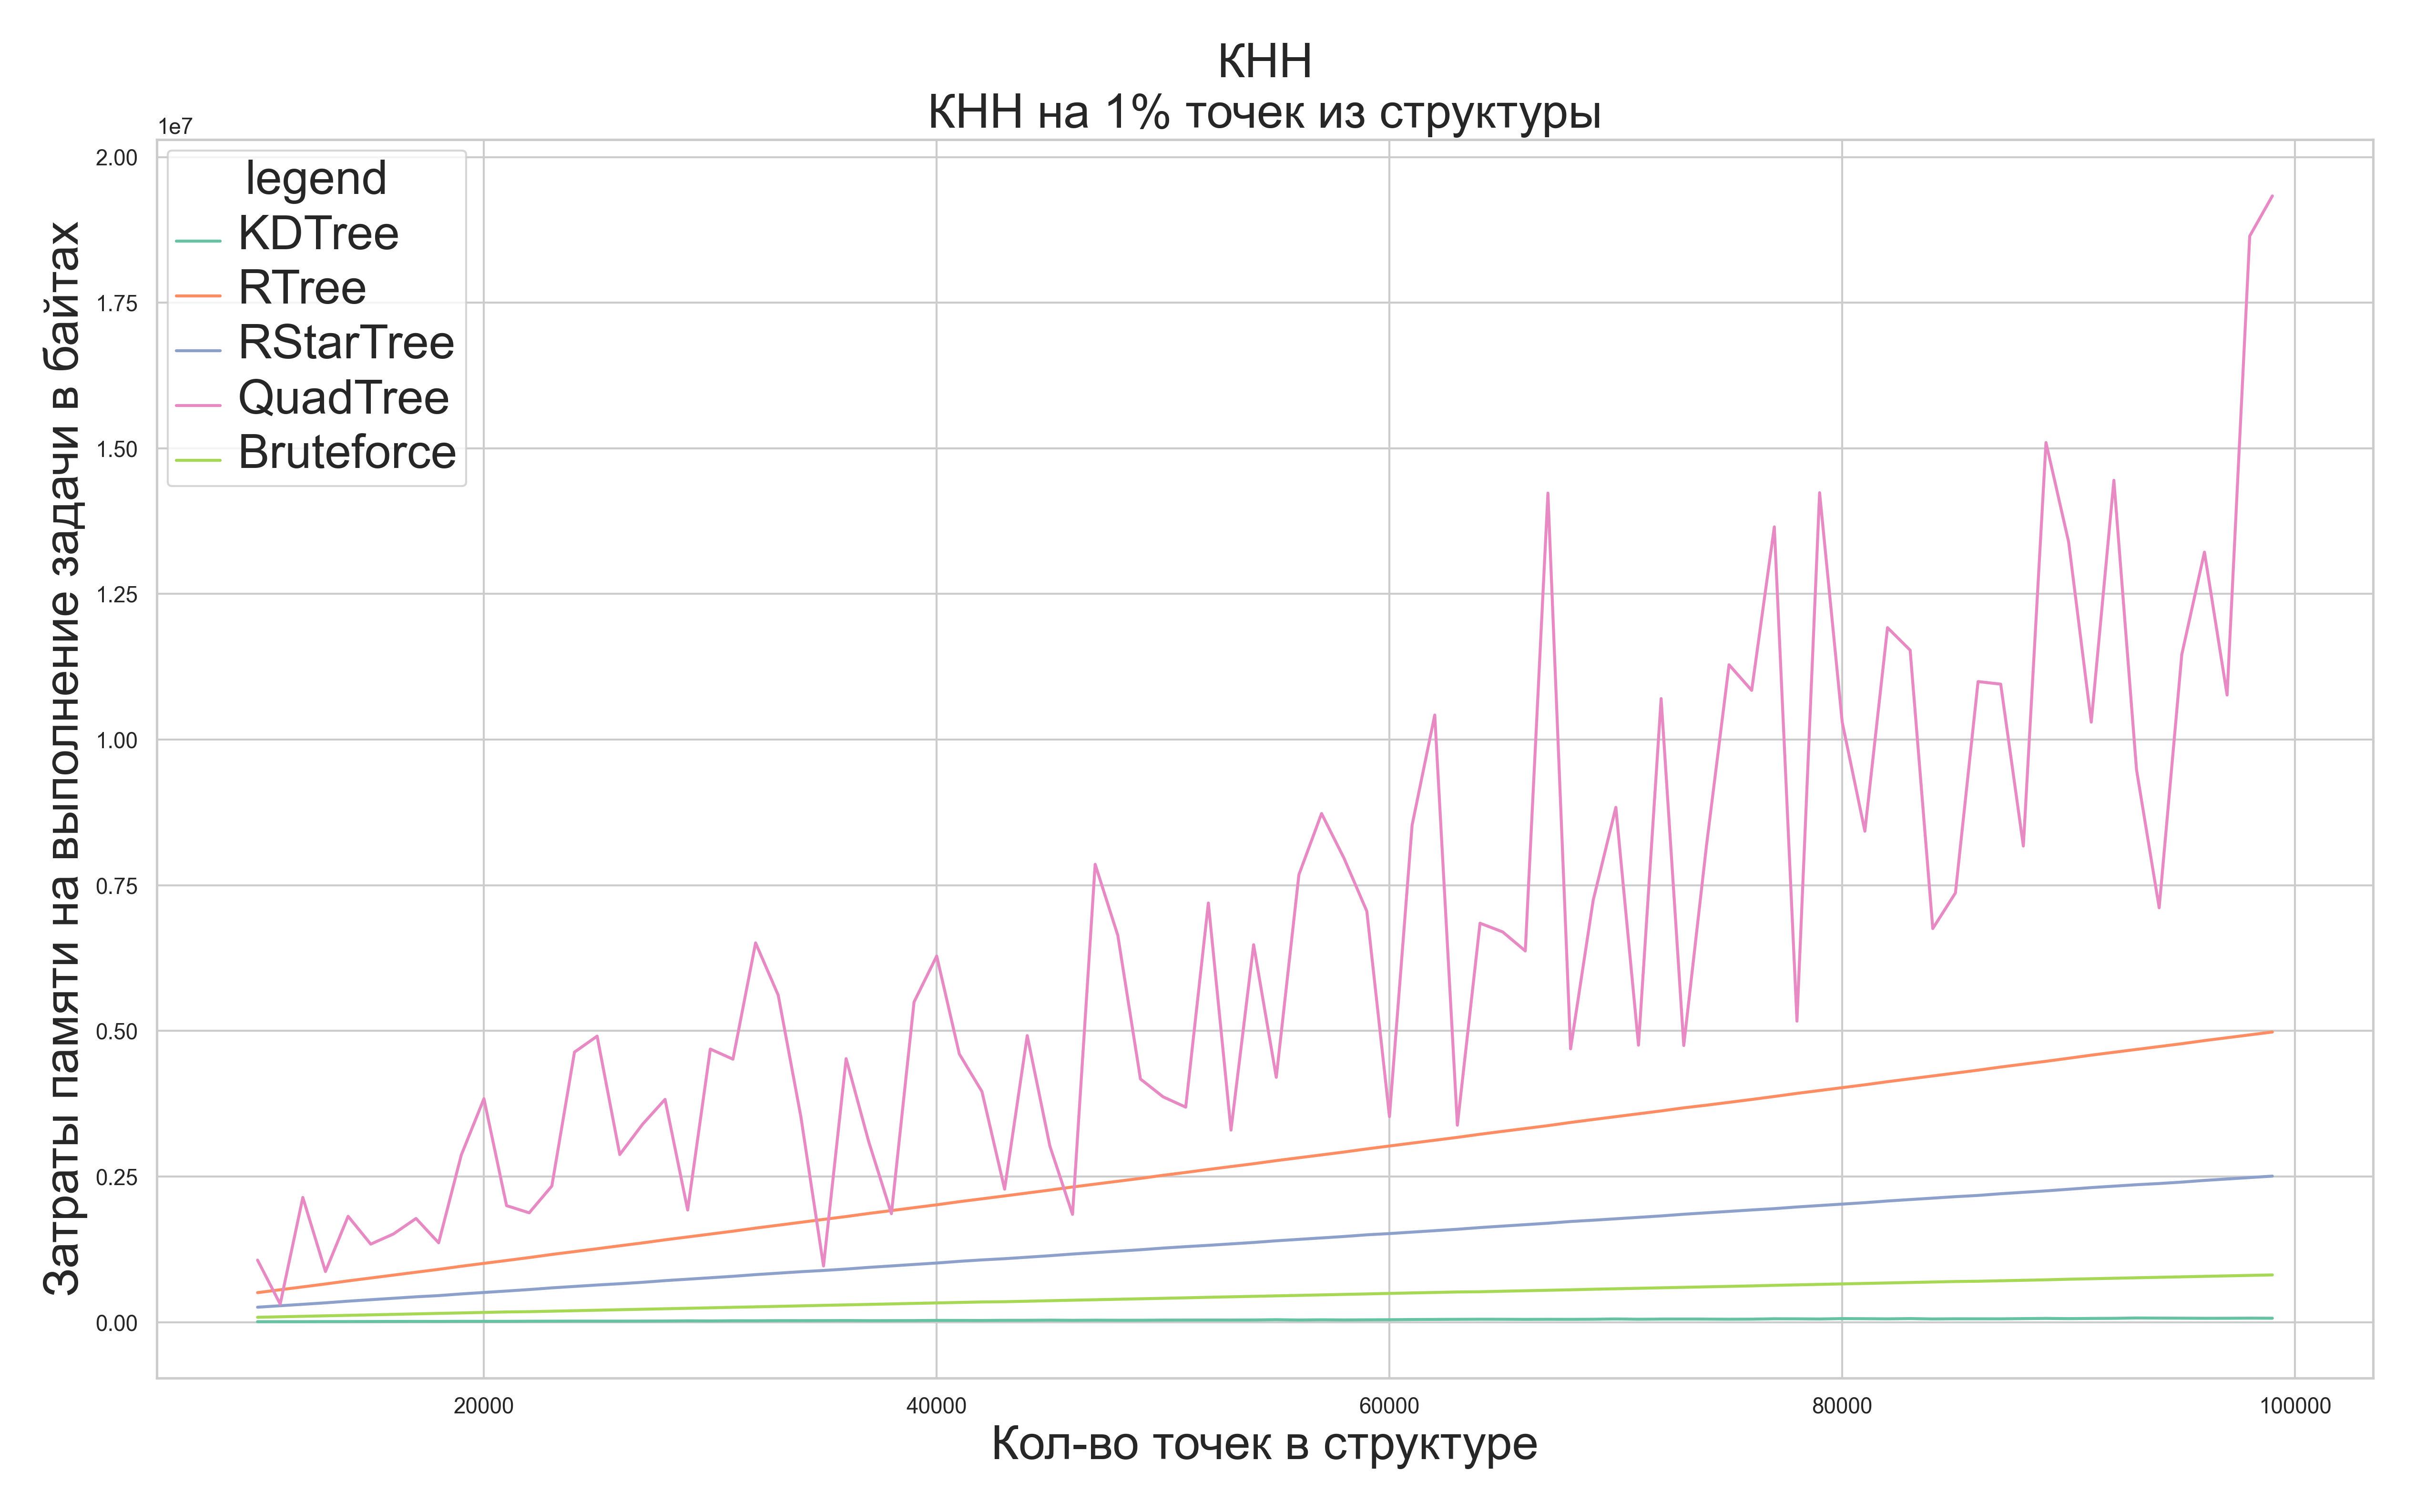 КНН
КНН на 1% точек из структуры
1e7
2.00
1.75
1.50
1.25
1.00
0.75
0.50
0.25
0.00
Затраты памяти на выполнение задачи в байтах
legend
KDTree
RTree
RStarTree
QuadTree
Bruteforce
20000
40000
60000
80000
100000
Кол-во точек в структуре